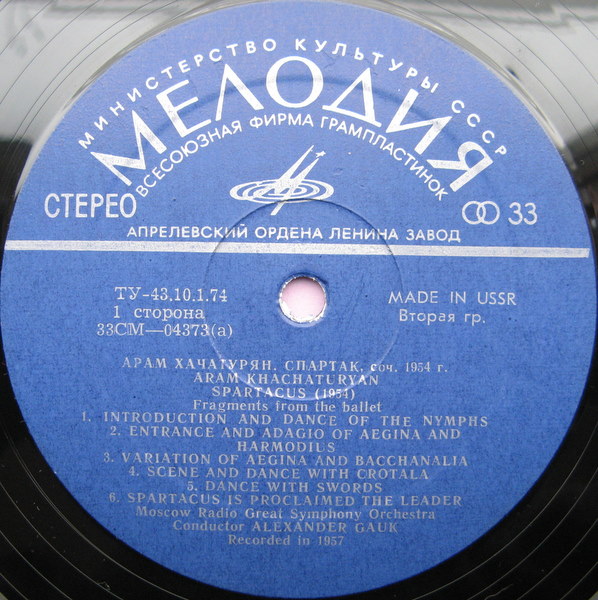 МИНИСТЕРСТВО КУЛЬТУРЫ СССР
МЕЛОДИЯ
ВСЕСОЮЗНАЯ ФИРМА ГРАМПЛАСТИНОК
СТЕРЕО
33
АПРЕЛЕВСКИЙ ОРДЕНА ЛЕНИНА ЗАВОД
ТУ-43.10.1.74
MADE IN USSR
1 сторона
Вторая гр.
33СМ—04373(а)
АРАМ ХАЧАТУРЯН, СПАРТАК, соч. 1954 г.
ARAM KHACHATURYAN
SPARTACUS (1954)
Fragments from the ballet
1. INTRODUCTION AND DANCE OF THE NYMPHS
2. ENTRANCE AND ADAGIO OF AEGINA AND
HARMODIUS
3. VARIATION OF AEGINA AND BACCHANALIA
4. SCENE AND DANCE WITH CROTALA
5. DANCE WITH SWORDS
6. SPARTACUS IS PROCLAIMED THE LEADER
Moscow Radio Great Symphony Orchestra
Conductor ALEXANDER GAUK
Recorded in 1957